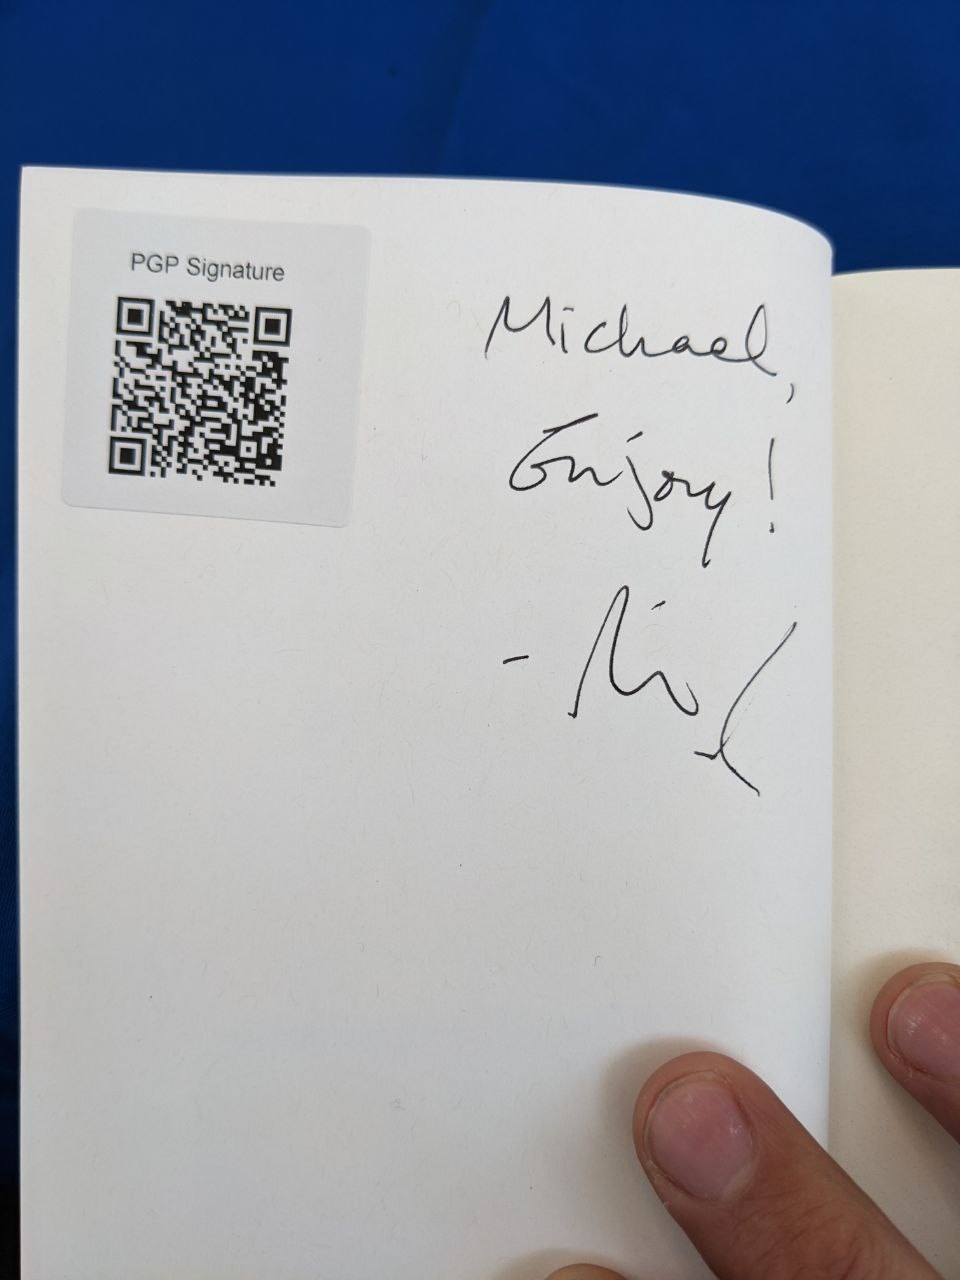 PGP Signature
Michael,
Enjoy!